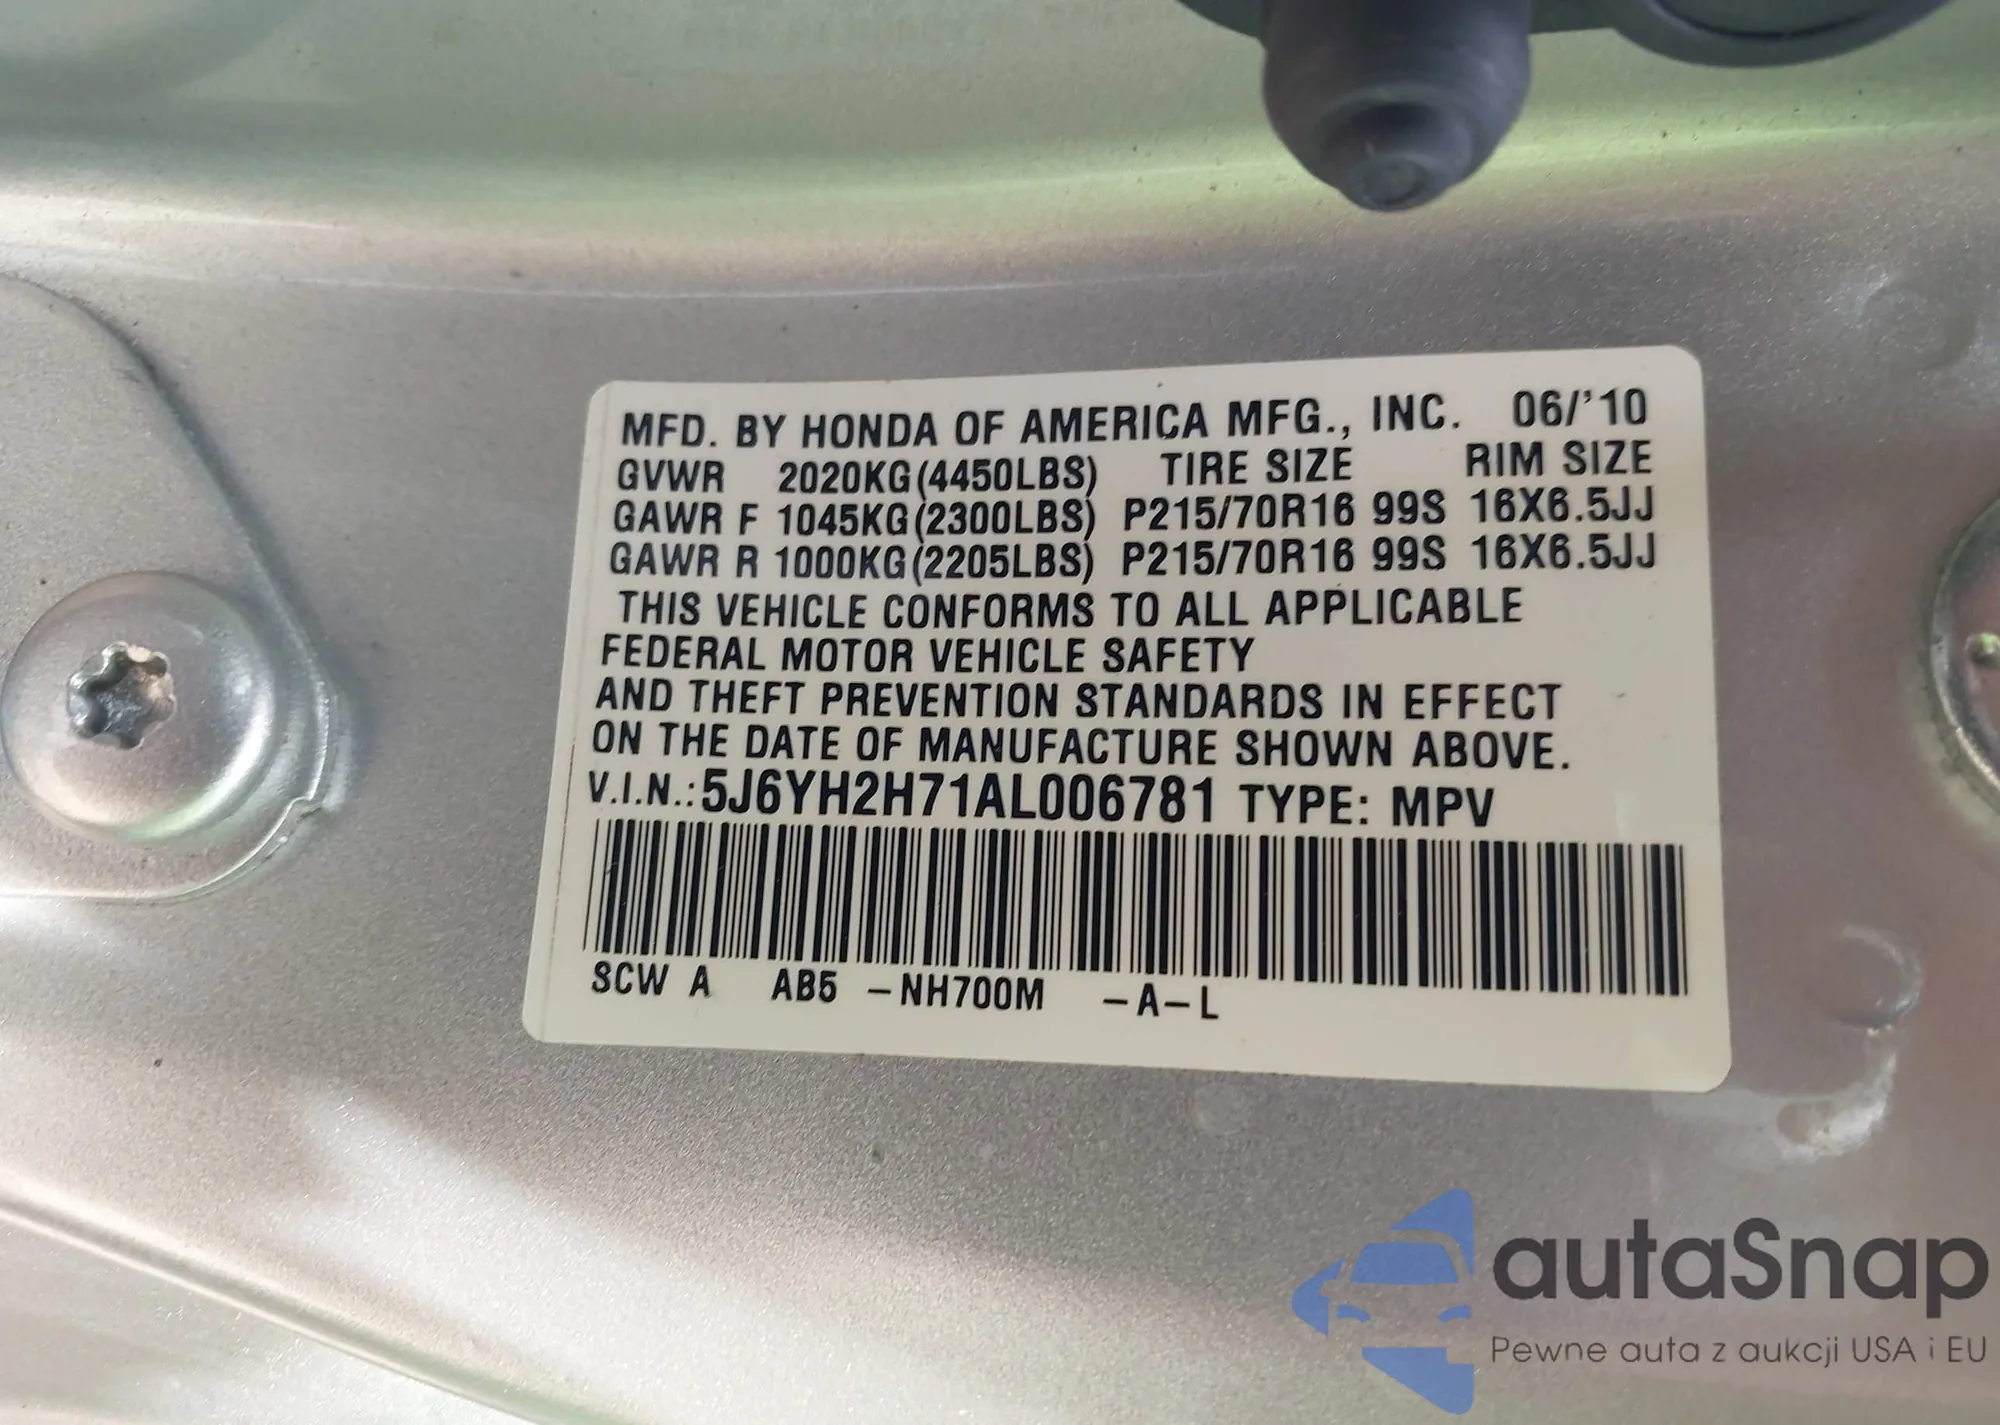 MFD. BY HONDA OF AMERICA MFG., INC. 06/'10
GVWR 2020KG(4450LBS) TIRE SIZE RIM SIZE
GAWR F 1045KG(2300LBS) P215/70R16 99S 16X6.5JJ
GAWR R 1000KG(2205LBS) P215/70R16 99S 16X6.5JJ
THIS VEHICLE CONFORMS TO ALL APPLICABLE
FEDERAL MOTOR VEHICLE SAFETY
AND THEFT PREVENTION STANDARDS IN EFFECT
ON THE DATE OF MANUFACTURE SHOWN ABOVE.
V.I.N.:5J6YH2H71AL006781 TYPE: MPV
SCW A AB5 -NH700M -A-L
autaSnap
Pewne auta z aukcji USA i EU